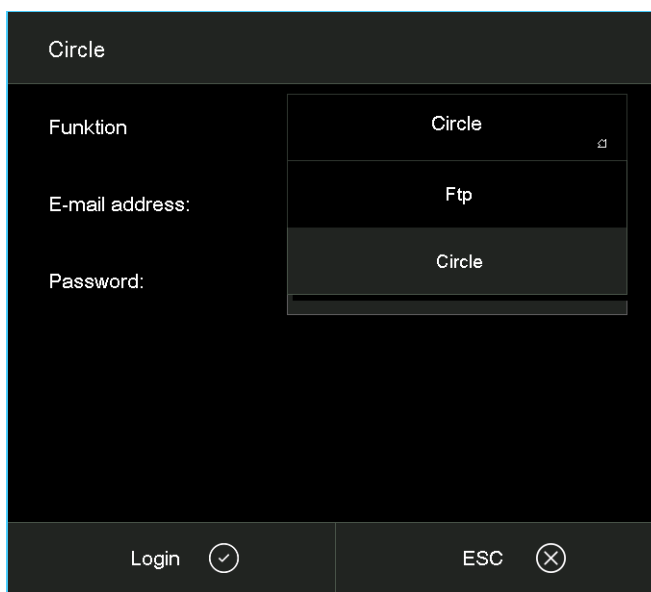 Circle
Funktion
Circle
E-mail address:
Ftp
Circle
Password:
Login
ESC